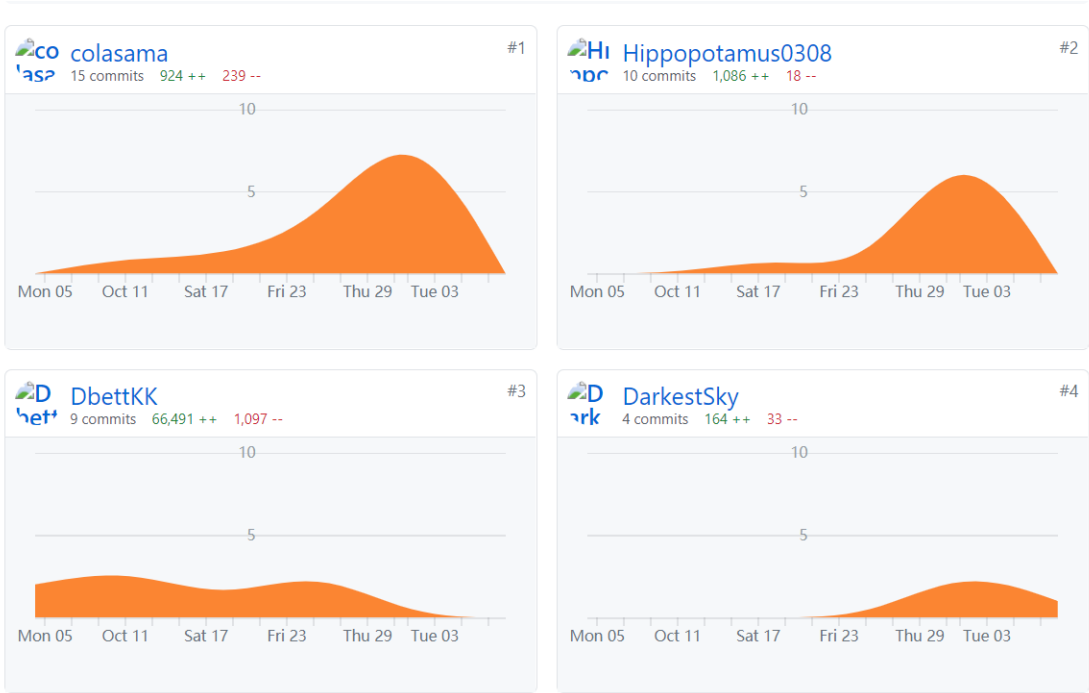 colasama
#1
15 commits 924 ++ 239 --
10
5
Mon 05 Oct 11 Sat 17 Fri 23 Thu 29 Tue 03
Hippopotamus0308
#2
10 commits 1,086 ++ 18 --
10
5
Mon 05 Oct 11 Sat 17 Fri 23 Thu 29 Tue 03
DbettKK
#3
9 commits 66,491 ++ 1,097 --
10
5
Mon 05 Oct 11 Sat 17 Fri 23 Thu 29 Tue 03
DarkestSky
#4
4 commits 164 ++ 33 --
10
5
Mon 05 Oct 11 Sat 17 Fri 23 Thu 29 Tue 03